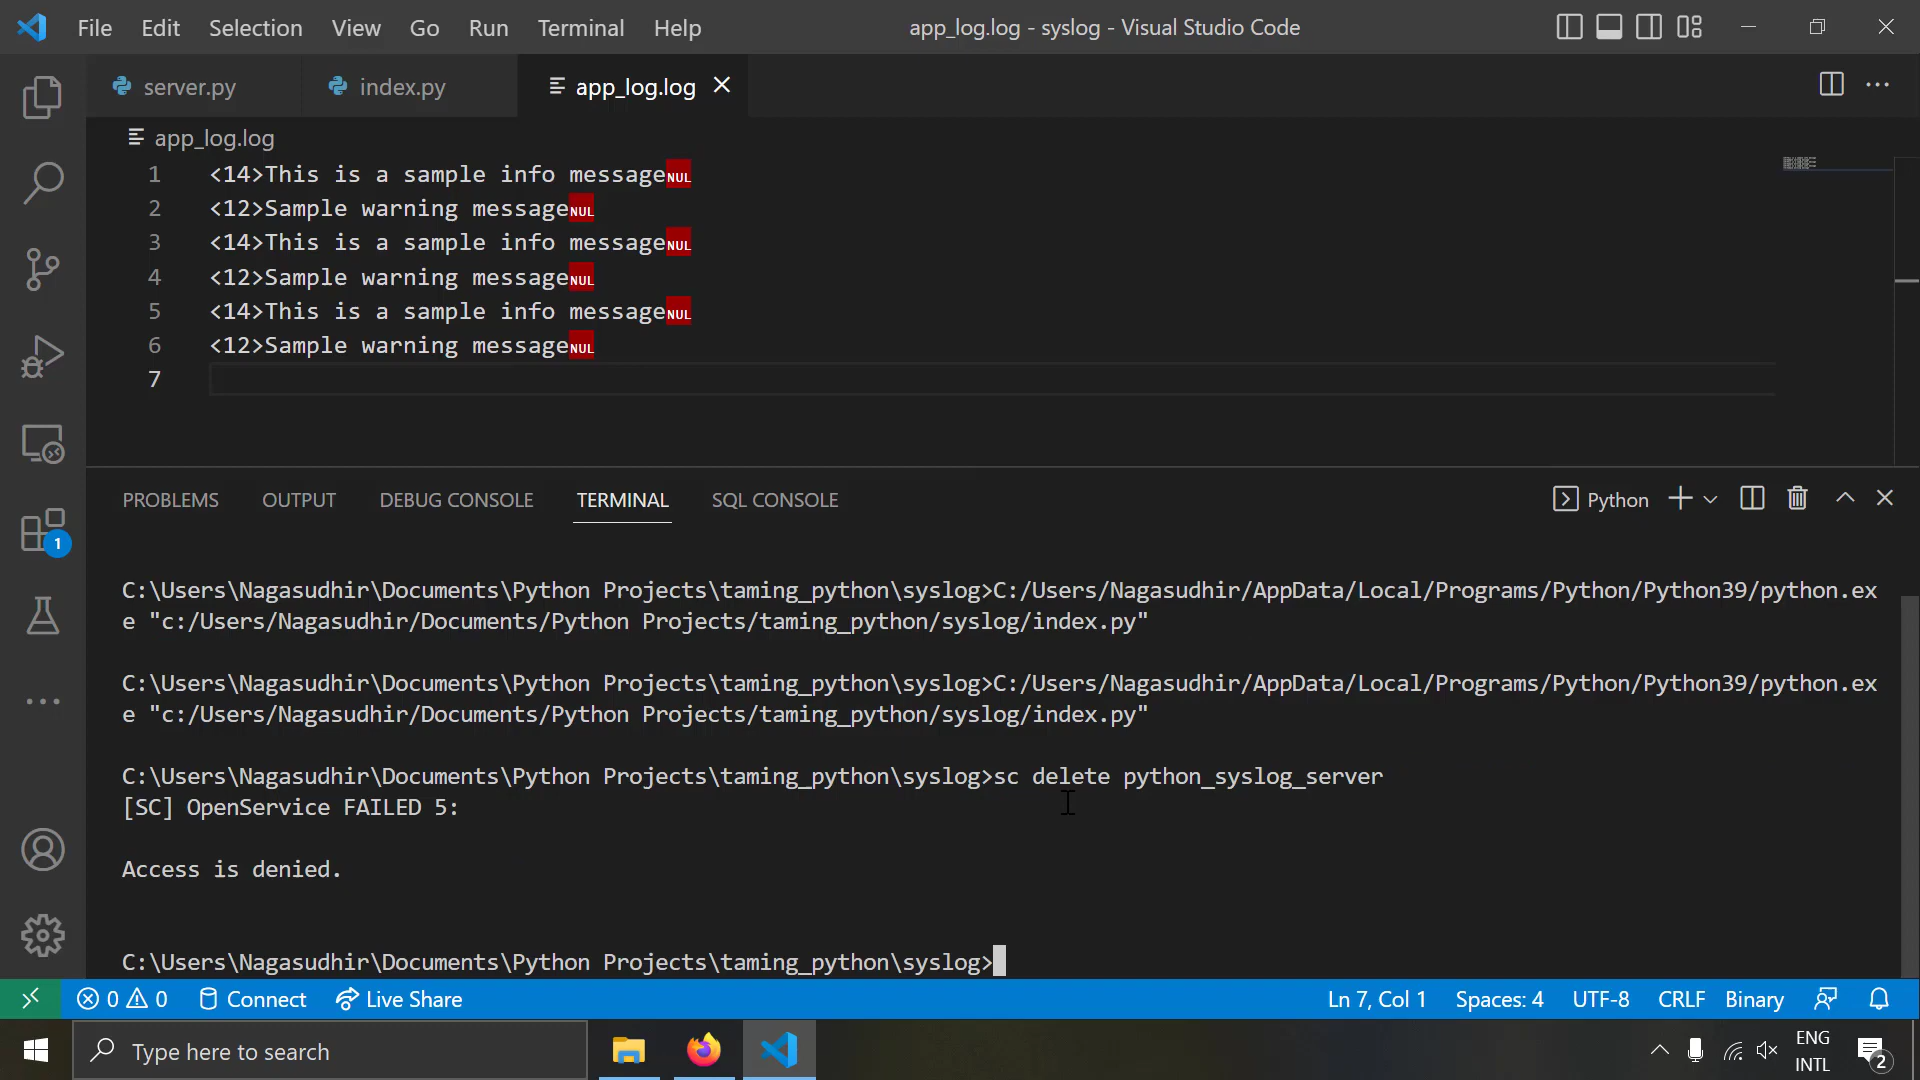 File Edit Selection View Go Run Terminal Help app_log.log - syslog - Visual Studio Code
server.py index.py app_log.log
app_log.log
1 <14>This is a sample info messageNUL
2 <12>Sample warning messageNUL
3 <14>This is a sample info messageNUL
4 <12>Sample warning messageNUL
5 <14>This is a sample info messageNUL
6 <12>Sample warning messageNUL
7
PROBLEMS OUTPUT DEBUG CONSOLE TERMINAL SQL CONSOLE Python
C:\Users\Nagasudhir\Documents\Python Projects\taming_python\syslog>C:/Users/Nagasudhir/AppData/Local/Programs/Python/Python39/python.ex
e "c:/Users/Nagasudhir/Documents/Python Projects/taming_python/syslog/index.py"
C:\Users\Nagasudhir\Documents\Python Projects\taming_python\syslog>C:/Users/Nagasudhir/AppData/Local/Programs/Python/Python39/python.ex
e "c:/Users/Nagasudhir/Documents/Python Projects/taming_python/syslog/index.py"
C:\Users\Nagasudhir\Documents\Python Projects\taming_python\syslog>sc delete python_syslog_server
[SC] OpenService FAILED 5:
Access is denied.
C:\Users\Nagasudhir\Documents\Python Projects\taming_python\syslog>
1
0 0 Connect Live Share Ln 7, Col 1 Spaces: 4 UTF-8 CRLF Binary
Type here to search
ENG
INTL
2